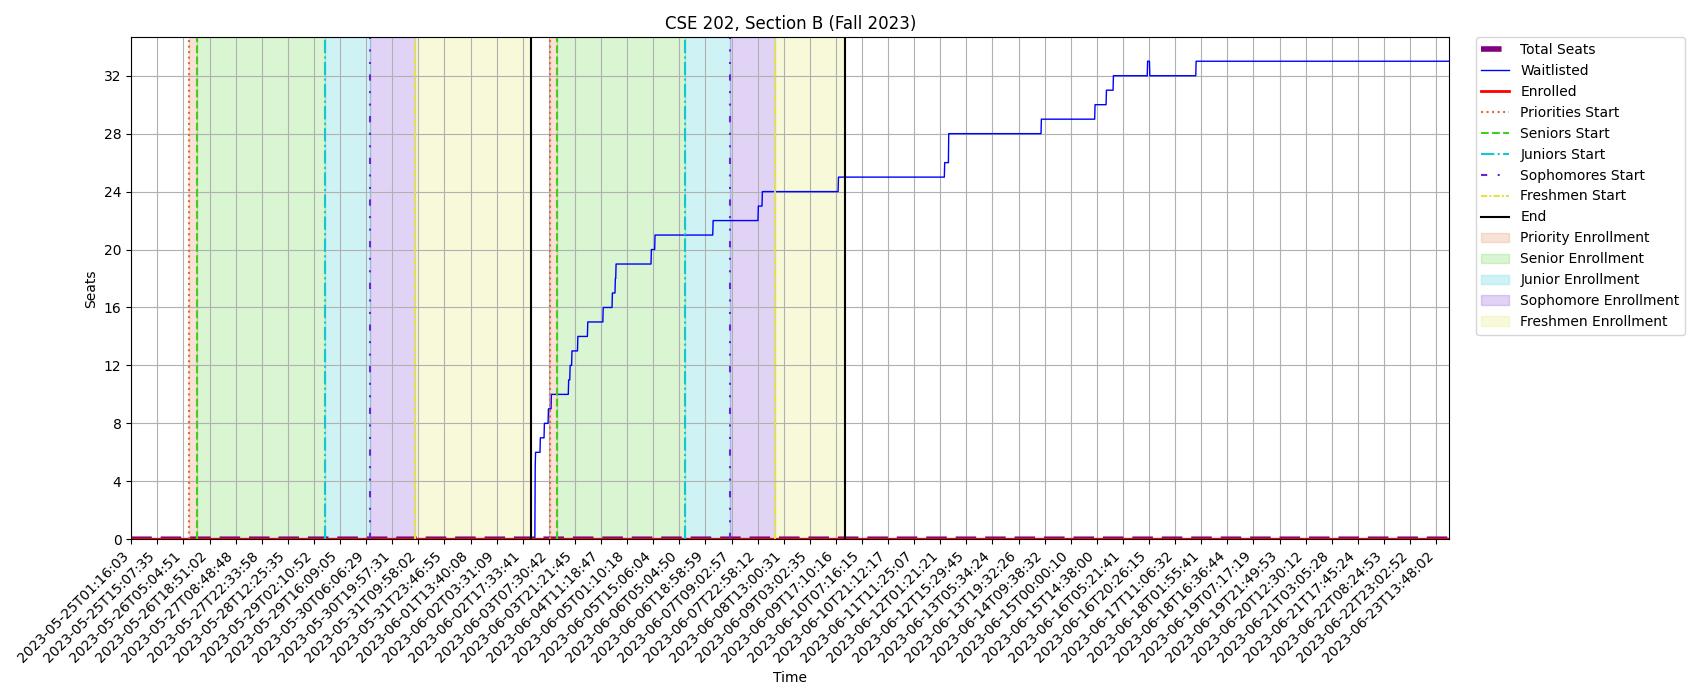 CSE 202, Section B (Fall 2023)
Seats
32
28
24
20
16
12
8
4
0
2023-05-25T01:16:03
2023-05-25T15:07:35
2023-05-26T05:04:51
2023-05-26T18:51:02
2023-05-27T08:48:48
2023-05-27T22:33:58
2023-05-28T12:25:35
2023-05-29T02:10:52
2023-05-29T16:09:05
2023-05-30T06:06:29
2023-05-30T19:57:31
2023-05-31T09:58:02
2023-05-31T23:46:55
2023-06-01T13:40:08
2023-06-02T03:31:09
2023-06-02T17:33:41
2023-06-03T07:30:42
2023-06-03T21:21:45
2023-06-04T11:18:47
2023-06-05T01:10:18
2023-06-05T15:06:04
2023-06-06T05:04:50
2023-06-06T18:58:59
2023-06-07T09:02:57
2023-06-07T22:58:12
2023-06-08T13:00:31
2023-06-09T03:02:35
2023-06-09T17:10:16
2023-06-10T07:16:15
2023-06-10T21:12:17
2023-06-11T11:25:07
2023-06-12T01:21:21
2023-06-12T15:29:45
2023-06-13T05:34:24
2023-06-13T19:32:26
2023-06-14T09:38:32
2023-06-15T00:00:10
2023-06-15T14:38:00
2023-06-16T05:21:41
2023-06-16T20:26:15
2023-06-17T11:06:32
2023-06-18T01:55:41
2023-06-18T16:36:44
2023-06-19T07:17:19
2023-06-19T21:49:53
2023-06-20T12:30:12
2023-06-21T03:05:28
2023-06-21T17:45:24
2023-06-22T08:24:53
2023-06-22T23:02:52
2023-06-23T13:48:02
Time
Total Seats
Waitlisted
Enrolled
Priorities Start
Seniors Start
Juniors Start
Sophomores Start
Freshmen Start
End
Priority Enrollment
Senior Enrollment
Junior Enrollment
Sophomore Enrollment
Freshmen Enrollment